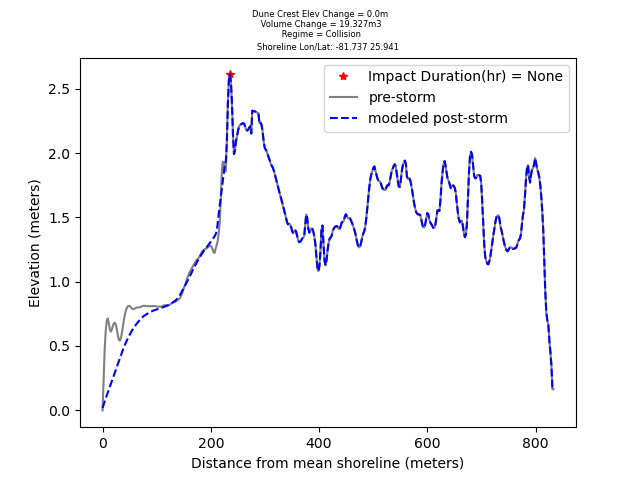 Dune Crest Elev Change = 0.0m
Volume Change = 19.327m3
Regime = Collision
Shoreline Lon/Lat: -81.737 25.941
Impact Duration(hr) = None
pre-storm
modeled post-storm
Elevation (meters)
2.5
2.0
1.5
1.0
0.5
0.0
0 200 400 600 800
Distance from mean shoreline (meters)